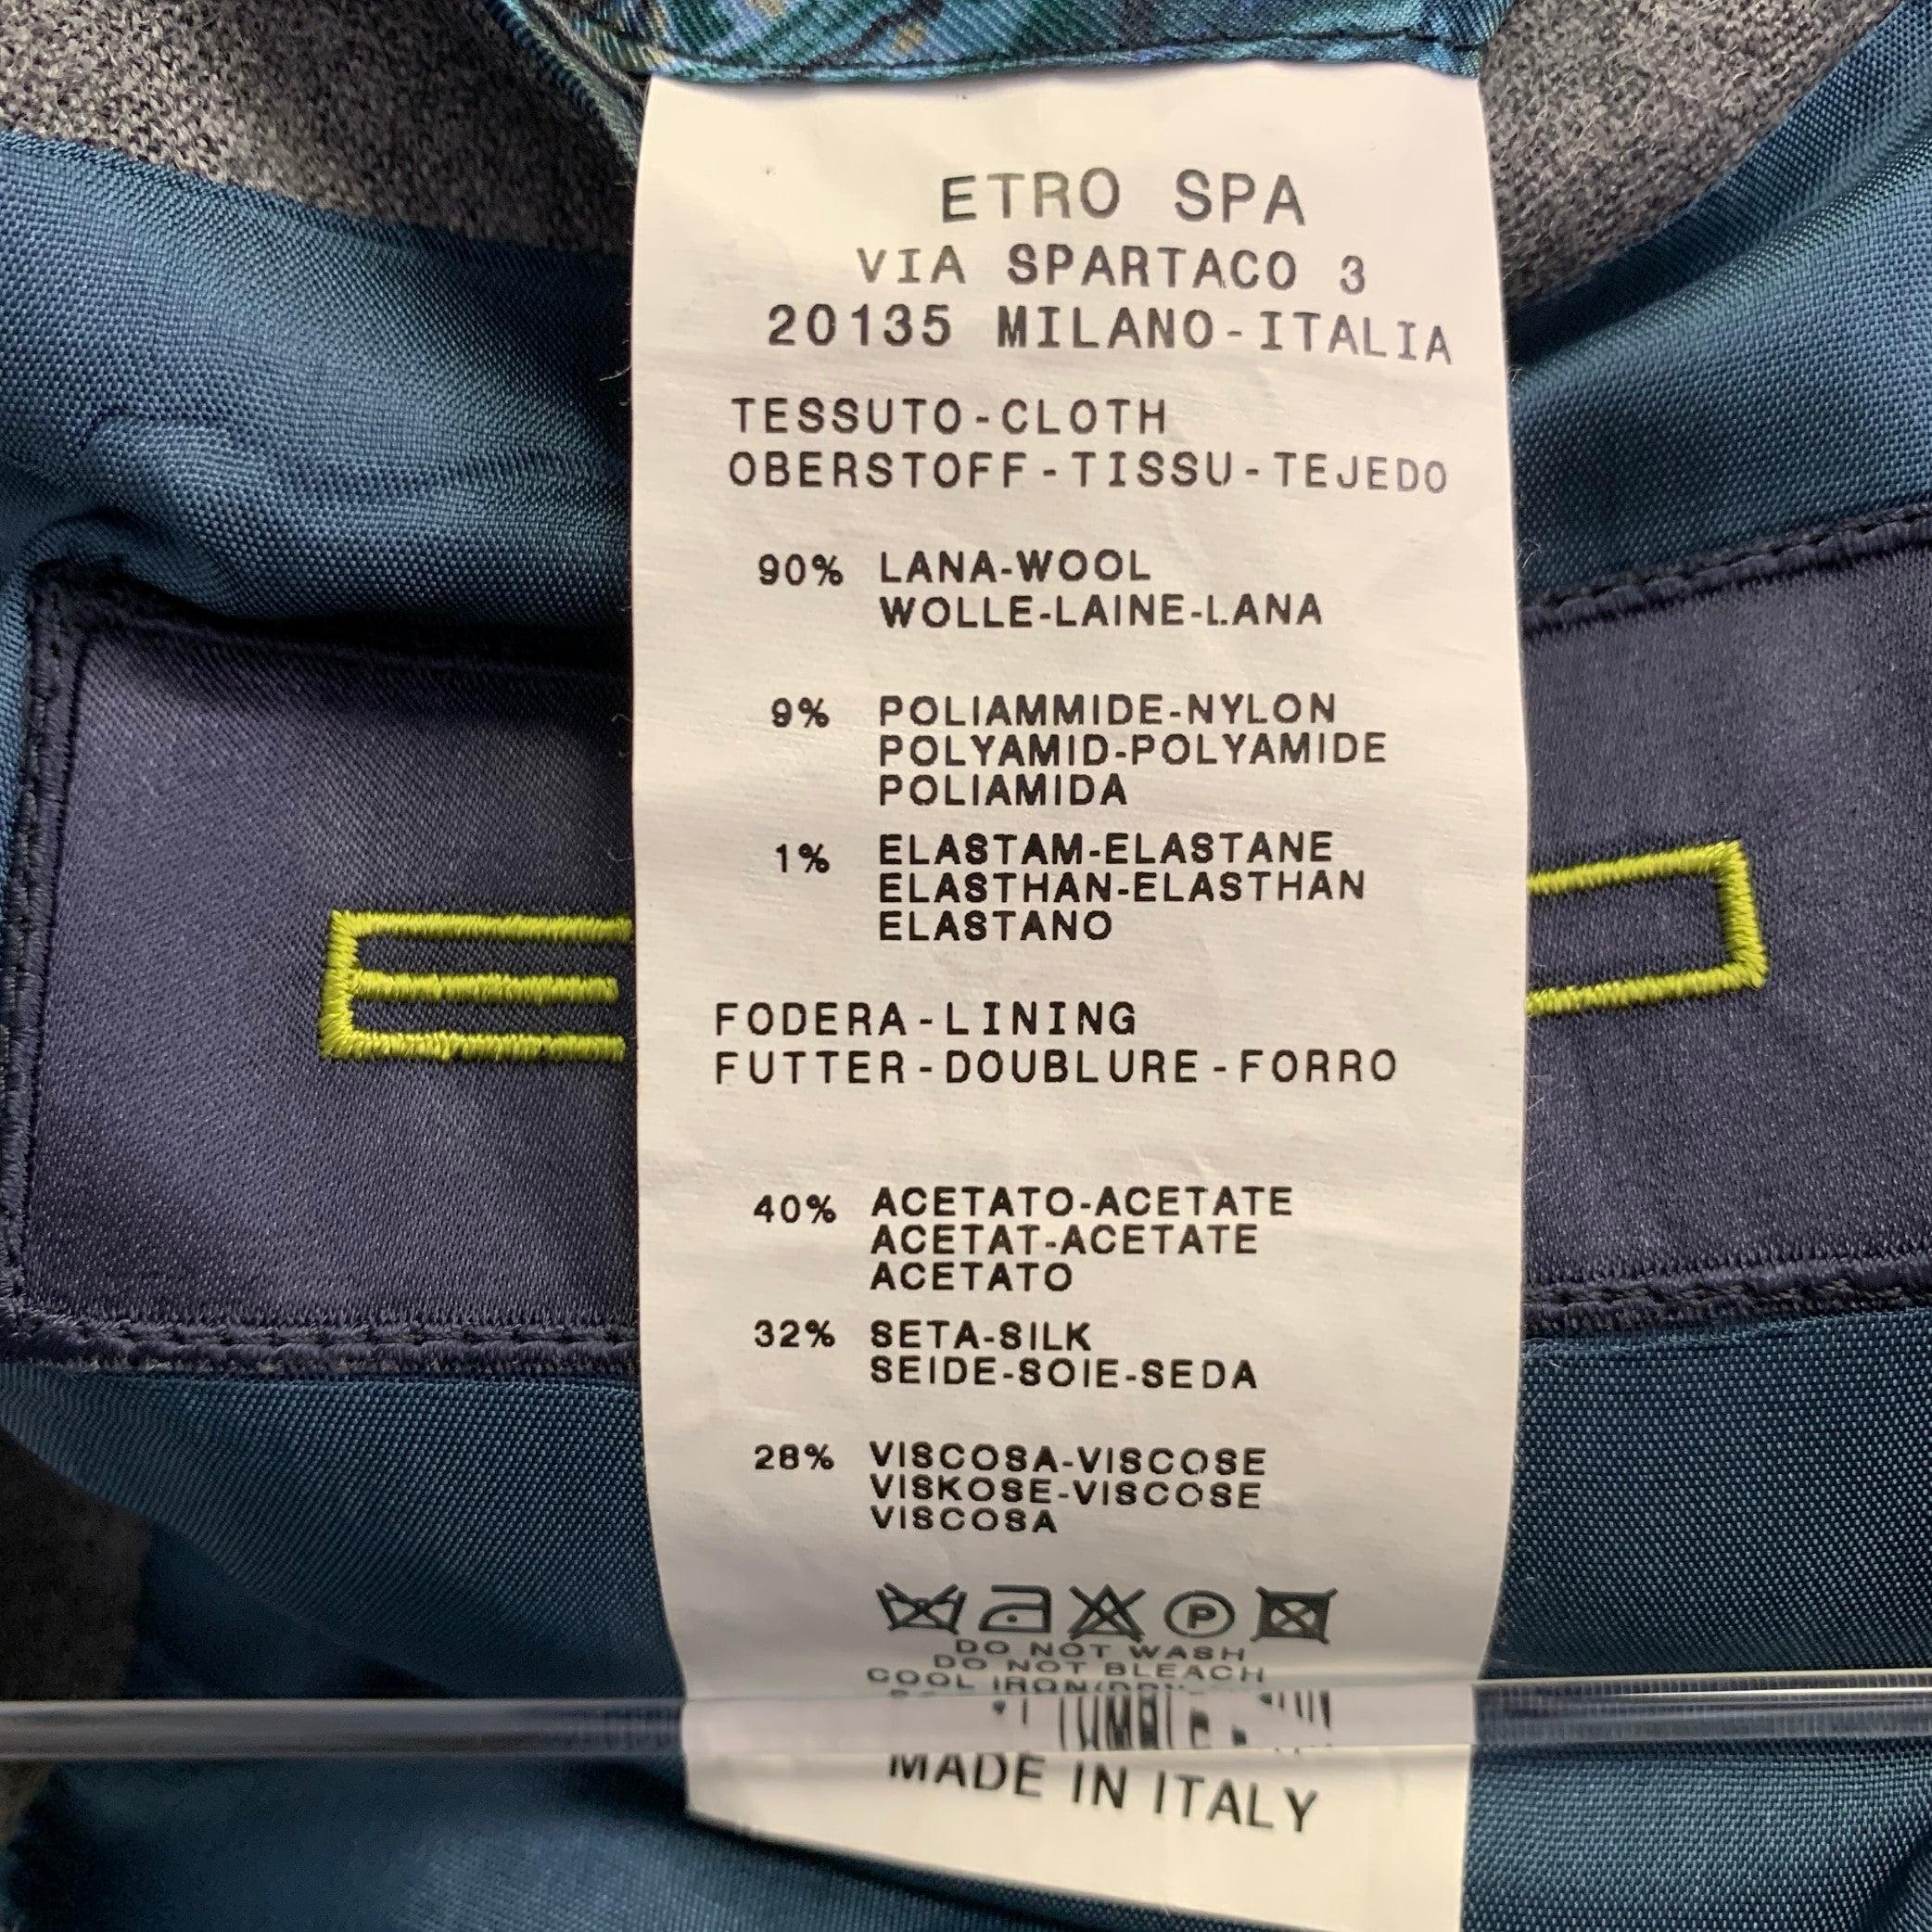 ETRO SPA
VIA SPARTACO 3
20135 MILANO-ITALIA
TESSUTO-CLOTH
OBERSTOFF-TISSU-TEJEDO
90% LANA-WOOL
WOLLE-LAINE-LANA
9% POLIAMMIDE-NYLON
POLYAMID-POLYAMIDE
POLIAMIDA
1% ELASTAM-ELASTANE
ELASTHAN-ELASTHAN
ELASTANO
FODERA-LINING
FUTTER-DOUBLURE-FORRO
40% ACETATO-ACETATE
ACETAT-ACETATE
ACETATO
32% SETA-SILK
SEIDE-SOIE-SEDA
28% VISCOSA-VISCOSE
VISKOSE-VISCOSE
VISCOSA
P
DO NOT WASH
DO NOT BLEACH
COOL IRON
MADE IN ITALY